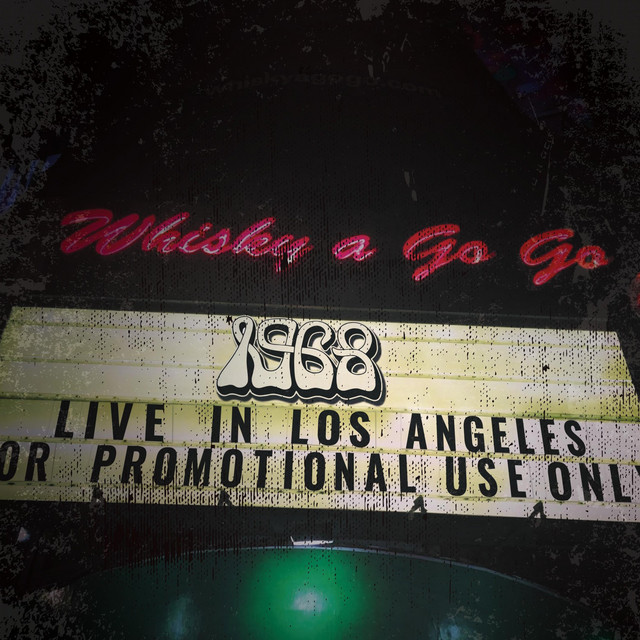 Whisky a Go Go
1968
LIVE IN LOS ANGELES
OR PROMOTIONAL USE ONL